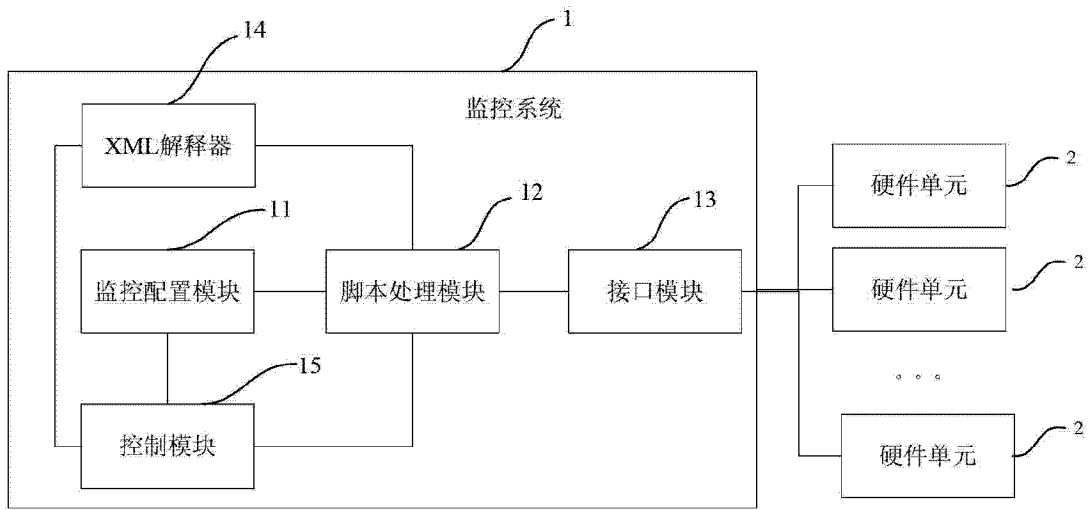 14
1
监控系统
XML解释器
2
硬件单元
11
12
13
监控配置模块
脚本处理模块
接口模块
2
硬件单元
15
。。。
控制模块
2
硬件单元